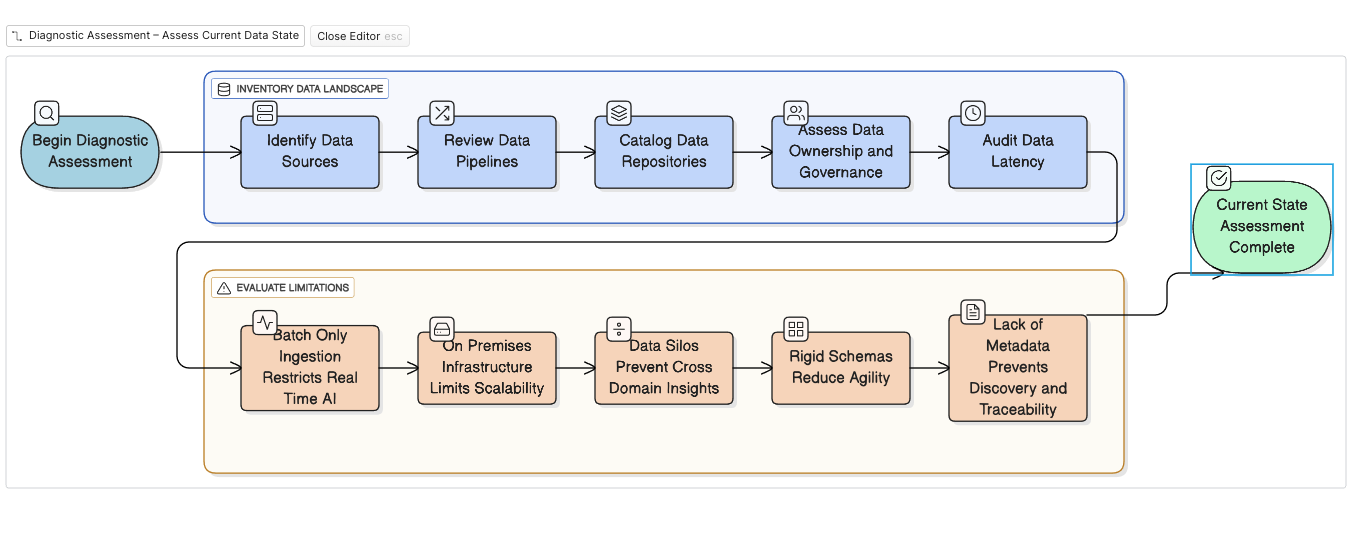 Diagnostic Assessment – Assess Current Data State
Close Editor esc
INVENTORY DATA LANDSCAPE
Begin Diagnostic
Assessment
Identify Data
Sources
Review Data
Pipelines
Catalog Data
Repositories
Assess Data
Ownership and
Governance
Audit Data
Latency
Current State
Assessment
Complete
EVALUATE LIMITATIONS
Batch Only
Ingestion
Restricts Real
Time AI
On Premises
Infrastructure
Limits Scalability
Data Silos
Prevent Cross
Domain Insights
Rigid Schemas
Reduce Agility
Lack of
Metadata
Prevents
Discovery and
Traceability